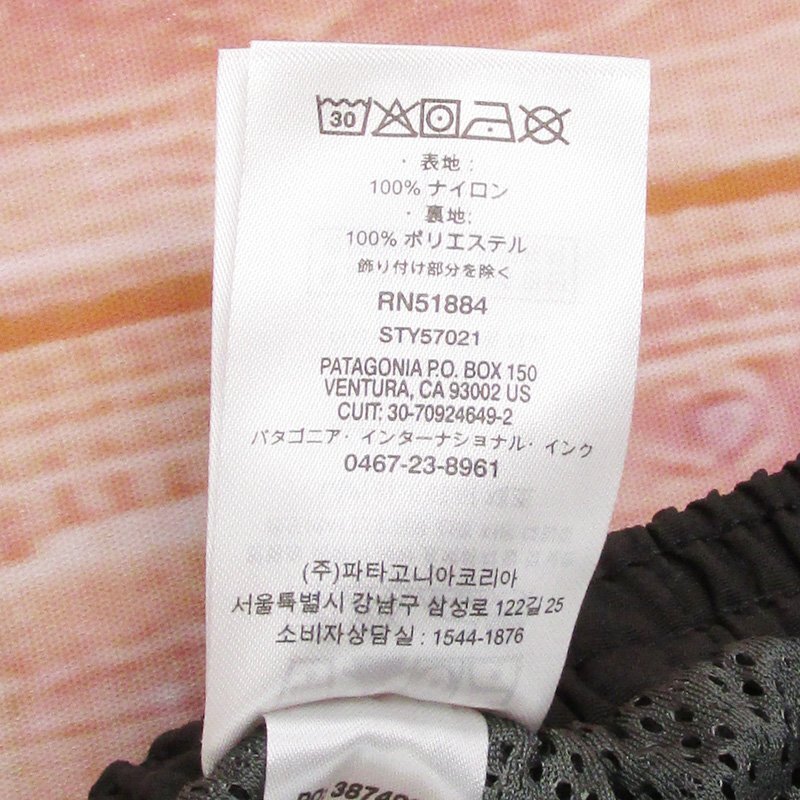 30
・表地:
100% ナイロン
・裏地:
100% ポリエステル
飾り付け部分を除く
RN51884
STY57021
PATAGONIA P.O. BOX 150
VENTURA, CA 93002 US
CUIT: 30-70924649-2
パタゴニア・インターナショナル・インク
0467-23-8961
(주)파타고니아코리아
서울특별시 강남구 삼성로 122길 25
소비자상담실 : 1544-1876